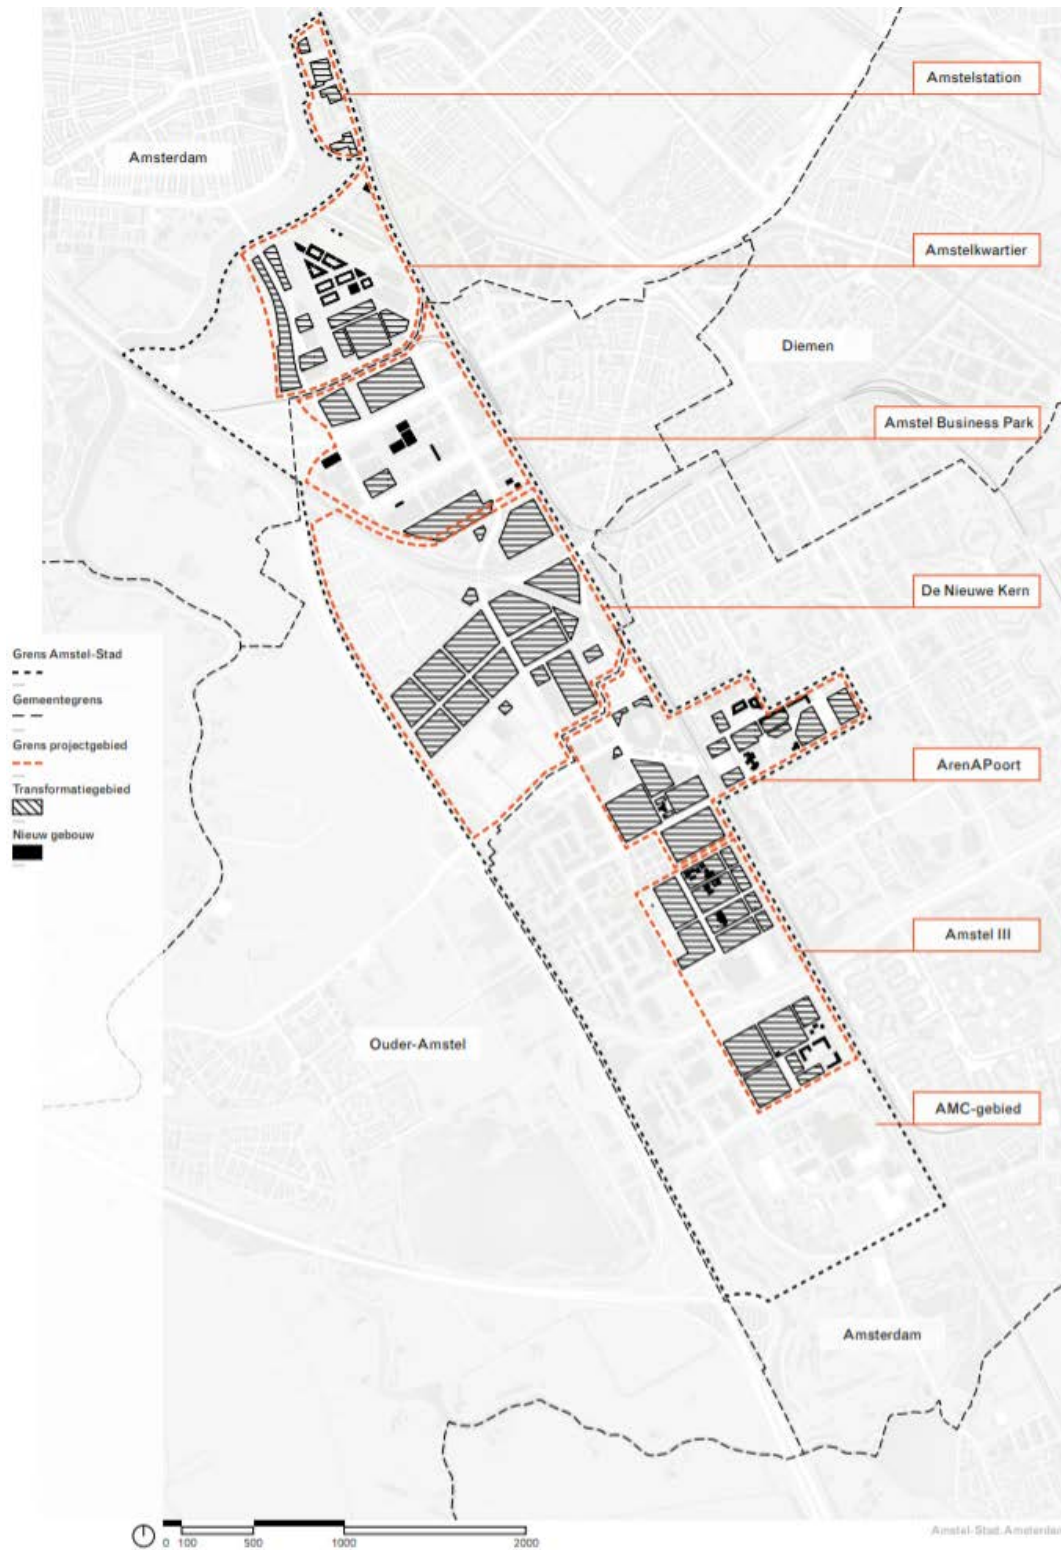 Amstelstation
Amsterdam
Amstelkwartier
Diemen
Amstel Business Park
De Nieuwe Kern
Grens Amstel-Stad
Gemeentegrens
Grens projectgebied
ArenAPoort
Transformatiegebied
Nieuw gebouw
Amstel III
Ouder-Amstel
AMC-gebied
Amsterdam
0 100 500 1000 2000
Amstel-Stad. Amsterdam